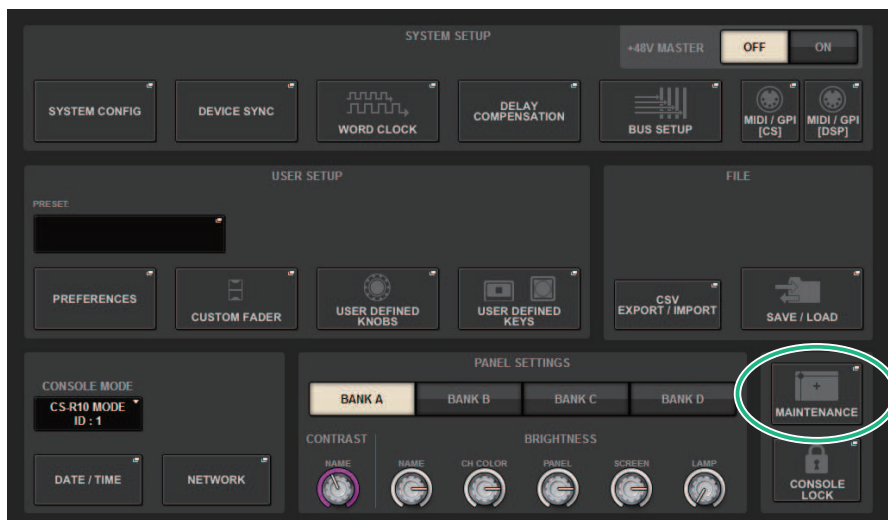 SYSTEM SETUP
+48V MASTER
OFF
ON
SYSTEM CONFIG
DEVICE SYNC
WORD CLOCK
DELAY
COMPENSATION
BUS SETUP
MIDI / GPI
[CS]
MIDI / GPI
[DSP]
USER SETUP
PRESET:
PREFERENCES
CUSTOM FADER
USER DEFINED
KNOBS
USER DEFINED
KEYS
FILE
CSV
EXPORT / IMPORT
SAVE / LOAD
CONSOLE MODE
CS-R10 MODE
ID : 1
DATE / TIME
NETWORK
PANEL SETTINGS
BANK A
BANK B
BANK C
BANK D
CONTRAST
BRIGHTNESS
NAME
NAME
CH COLOR
PANEL
SCREEN
LAMP
MAINTENANCE
CONSOLE
LOCK